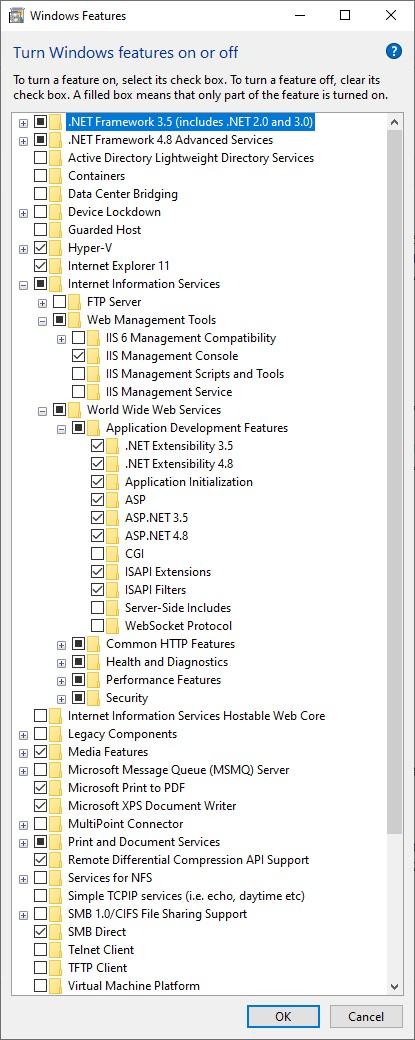 Windows Features
Turn Windows features on or off
To turn a feature on, select its check box. To turn a feature off, clear its
check box. A filled box means that only part of the feature is turned on.
.NET Framework 3.5 (includes .NET 2.0 and 3.0)
.NET Framework 4.8 Advanced Services
Active Directory Lightweight Directory Services
Containers
Data Center Bridging
Device Lockdown
Guarded Host
Hyper-V
Internet Explorer 11
Internet Information Services
FTP Server
Web Management Tools
IIS 6 Management Compatibility
IIS Management Console
IIS Management Scripts and Tools
IIS Management Service
World Wide Web Services
Application Development Features
.NET Extensibility 3.5
.NET Extensibility 4.8
Application Initialization
ASP
ASP.NET 3.5
ASP.NET 4.8
CGI
ISAPI Extensions
ISAPI Filters
Server-Side Includes
WebSocket Protocol
Common HTTP Features
Health and Diagnostics
Performance Features
Security
Internet Information Services Hostable Web Core
Legacy Components
Media Features
Microsoft Message Queue (MSMQ) Server
Microsoft Print to PDF
Microsoft XPS Document Writer
MultiPoint Connector
Print and Document Services
Remote Differential Compression API Support
Services for NFS
Simple TCPIP services (i.e. echo, daytime etc)
SMB 1.0/CIFS File Sharing Support
SMB Direct
Telnet Client
TFTP Client
Virtual Machine Platform
OK
Cancel